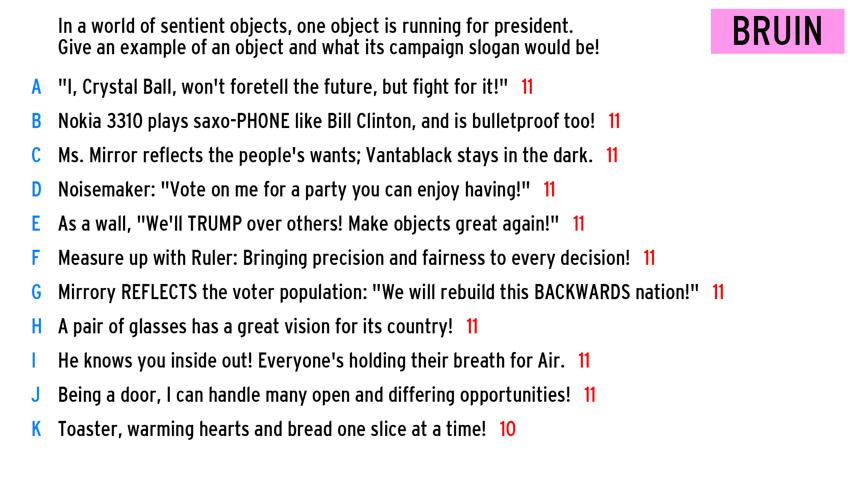 In a world of sentient objects, one object is running for president.
Give an example of an object and what its campaign slogan would be!
BRUIN
A "I, Crystal Ball, won't foretell the future, but fight for it!" 11
B Nokia 3310 plays saxo-PHONE like Bill Clinton, and is bulletproof too! 11
C Ms. Mirror reflects the people's wants; Vantablack stays in the dark. 11
D Noisemaker: "Vote on me for a party you can enjoy having!" 11
E As a wall, "We'll TRUMP over others! Make objects great again!" 11
F Measure up with Ruler: Bringing precision and fairness to every decision! 11
G Mirrory REFLECTS the voter population: "We will rebuild this BACKWARDS nation!" 11
H A pair of glasses has a great vision for its country! 11
I He knows you inside out! Everyone's holding their breath for Air. 11
J Being a door, I can handle many open and differing opportunities! 11
K Toaster, warming hearts and bread one slice at a time! 10